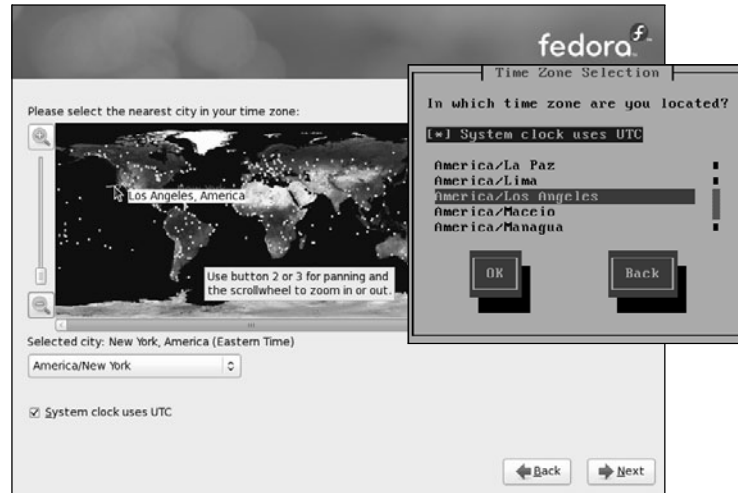 fedora
Please select the nearest city in your time zone:
Los Angeles, America
Use button 2 or 3 for panning and
the scrollwheel to zoom in or out.
Selected city: New York, America (Eastern Time)
America/New York
System clock uses UTC
Back
Next
Time Zone Selection
In which time zone are you located?
[*] System clock uses UTC
America/La Paz
America/Lima
America/Los Angeles
America/Maceio
America/Managua
OK
Back